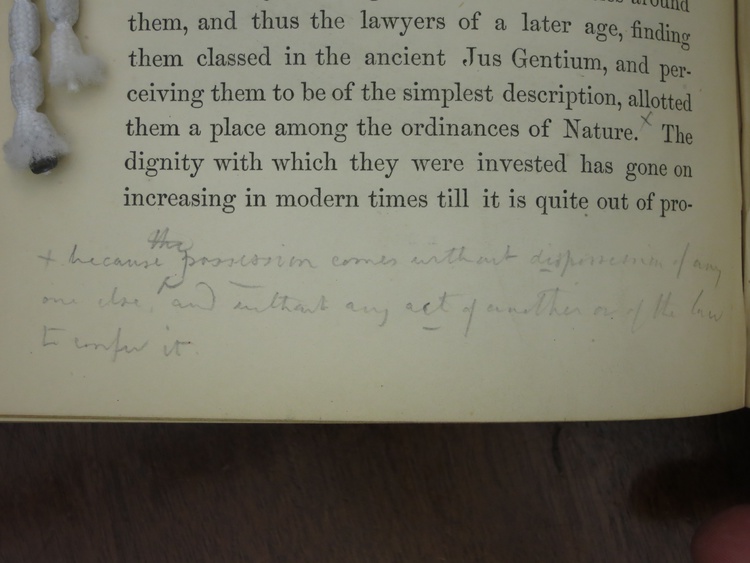 around
them, and thus the lawyers of a later age, finding
them classed in the ancient Jus Gentium, and per-
ceiving them to be of the simplest description, allotted
them a place among the ordinances of Nature.x The
dignity with which they were invested has gone on
increasing in modern times till it is quite out of pro-
the
+ because possession comes without dispossession of any
one else, and without any act of another or of the law
to confer it